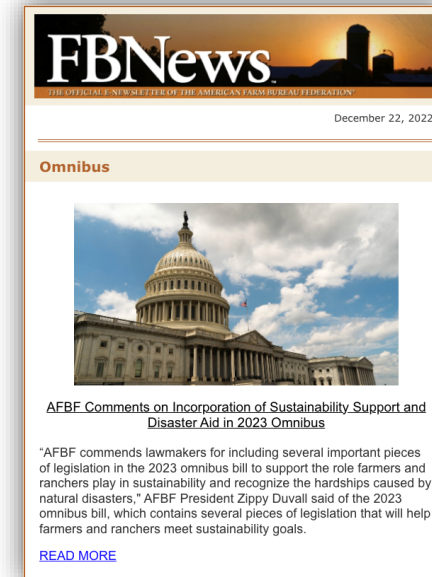 FBNews
THE OFFICIAL E-NEWSLETTER OF THE AMERICAN FARM BUREAU FEDERATION®
December 22, 2022
Omnibus
AFBF Comments on Incorporation of Sustainability Support and
Disaster Aid in 2023 Omnibus
“AFBF commends lawmakers for including several important pieces
of legislation in the 2023 omnibus bill to support the role farmers and
ranchers play in sustainability and recognize the hardships caused by
natural disasters," AFBF President Zippy Duvall said of the 2023
omnibus bill, which contains several pieces of legislation that will help
farmers and ranchers meet sustainability goals.
READ MORE